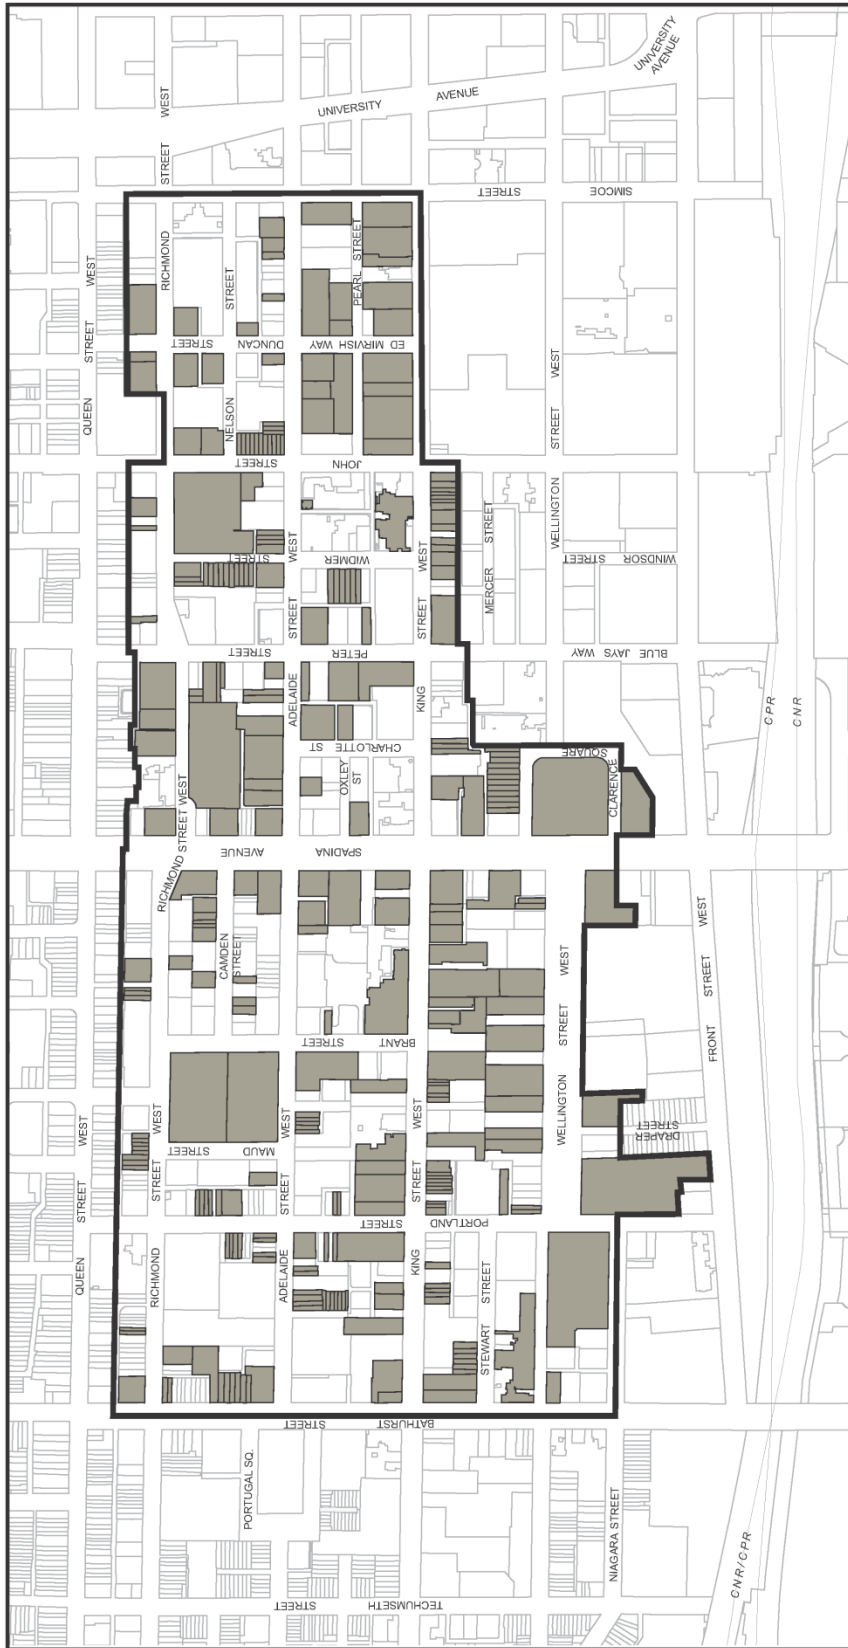 UNIVERSITY
AVENUE
WEST
UNIVERSITY
AVENUE
STREET
STREET
SIMCOE
RICHMOND
STREET
PEARL
STREET
WEST
STREET
STREET
DUNCAN
MIRVISH WAY
ED
QUEEN
NELSON
WEST
STREET
STREET
JOHN
WELLINGTON
STREET
WEST
MERCER
STREET
WIDMER
WEST
STREET
WINDSOR
STREET
STREET
PETER
STREET
BLUE JAYS WAY
ADELAIDE
KING
CPR
CNR
ST
CHARLOTTE
SQUARE
CLARENCE
OXLEY
ST
RICHMOND STREET WEST
AVENUE
SPADINA
CAMDEN
STREET
WEST
STREET
WEST
STREET
FRONT
STREET
BRANT
WEST
WEST
WEST
WEST
WELLINGTON
DRAPER
STREET
STREET
MAUD
STREET
STREET
STREET
STREET
STREET
PORTLAND
QUEEN
RICHMOND
ADELAIDE
KING
STREET
STEWART
STREET
BATHURST
PORTUGAL SQ.
NIAGARA STREET
CNR/CPR
STREET
TECHUMSETH